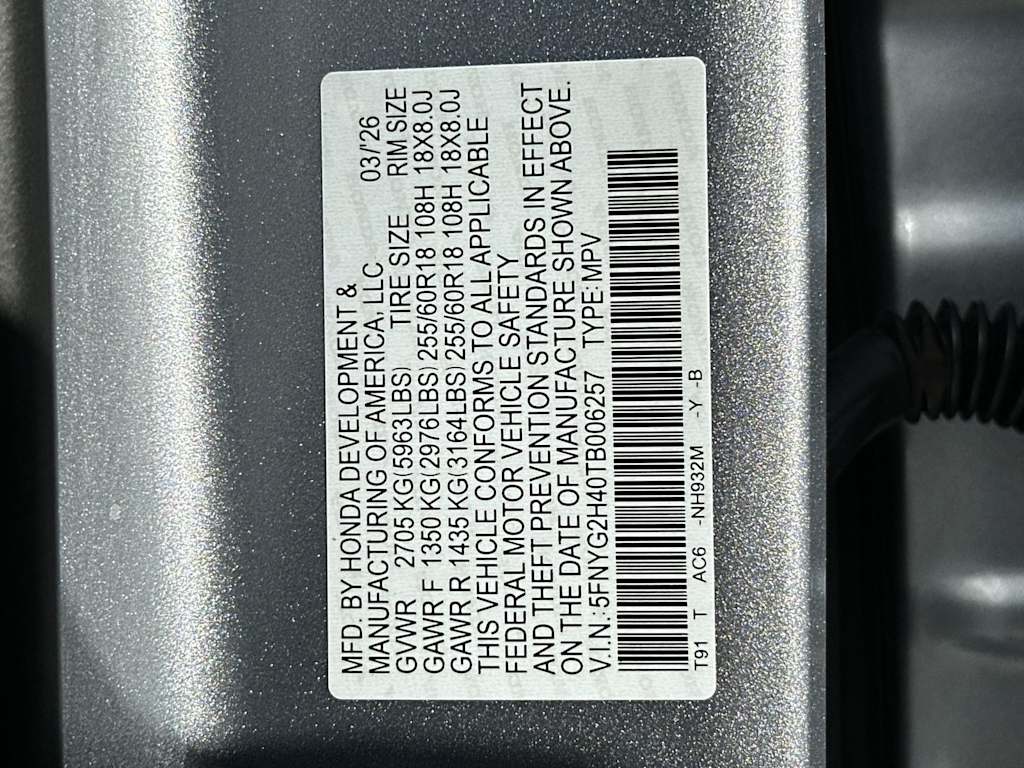 MFD. BY HONDA DEVELOPMENT &
MANUFACTURING OF AMERICA, LLC 03/'26
GVWR 2705 KG(5963LBS) TIRE SIZE RIM SIZE
GAWR F 1350 KG(2976LBS) 255/60R18 108H 18X8.0J
GAWR R 1435 KG(3164LBS) 255/60R18 108H 18X8.0J
THIS VEHICLE CONFORMS TO ALL APPLICABLE
FEDERAL MOTOR VEHICLE SAFETY
AND THEFT PREVENTION STANDARDS IN EFFECT
ON THE DATE OF MANUFACTURE SHOWN ABOVE.
V.I.N.:5FNYG2H40TB006257 TYPE:MPV
T91 T AC6 -NH932M -Y -B